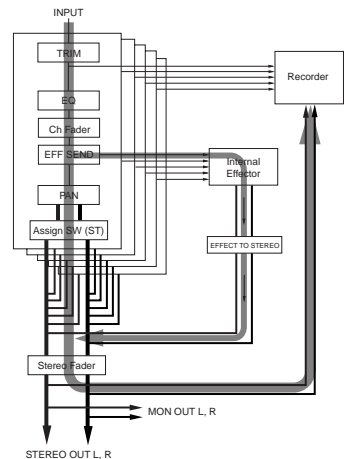 INPUT
TRIM
Recorder
EQ
Ch Fader
EFF SEND
Internal
Effector
PAN
Assign SW (ST)
EFFECT TO STEREO
Stereo Fader
MON OUT L, R
STEREO OUT L, R